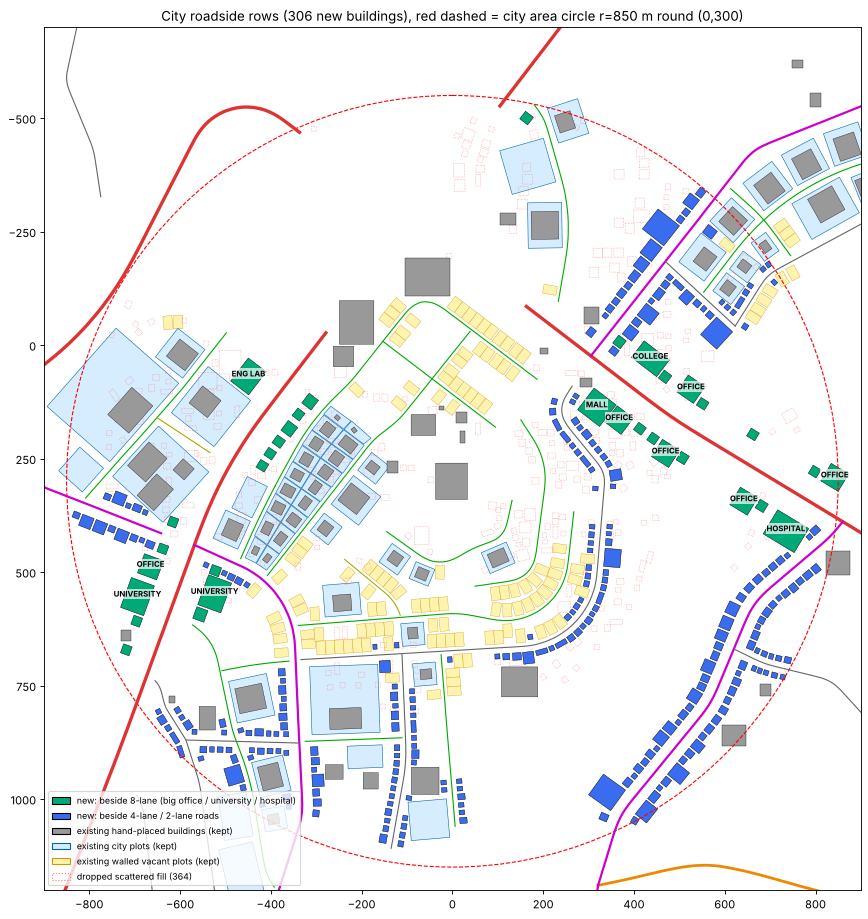 City roadside rows (306 new buildings), red dashed = city area circle r=850 m round (0,300)
−500
−250
0
250
500
750
1000
ENG LAB
COLLEGE
OFFICE
MALL
OFFICE
OFFICE
OFFICE
OFFICE
HOSPITAL
OFFICE
UNIVERSITY
UNIVERSITY
new: beside 8-lane (big office / university / hospital)
new: beside 4-lane / 2-lane roads
existing hand-placed buildings (kept)
existing city plots (kept)
existing walled vacant plots (kept)
dropped scattered fill (364)
−800 −600 −400 −200 0 200 400 600 800